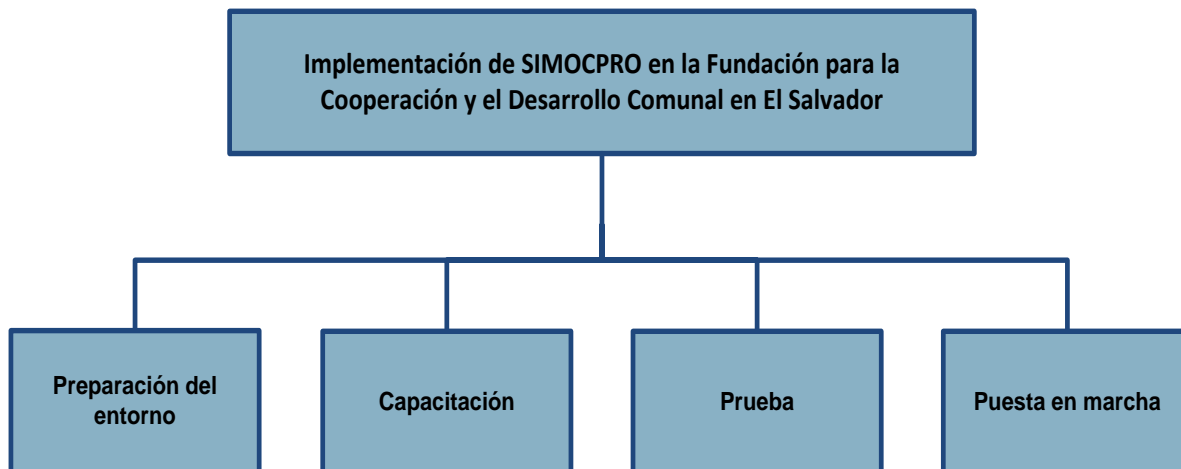 Implementación de SIMOCPRO en la Fundación para la
Cooperación y el Desarrollo Comunal en El Salvador
Preparación del
entorno
Capacitación
Prueba
Puesta en marcha